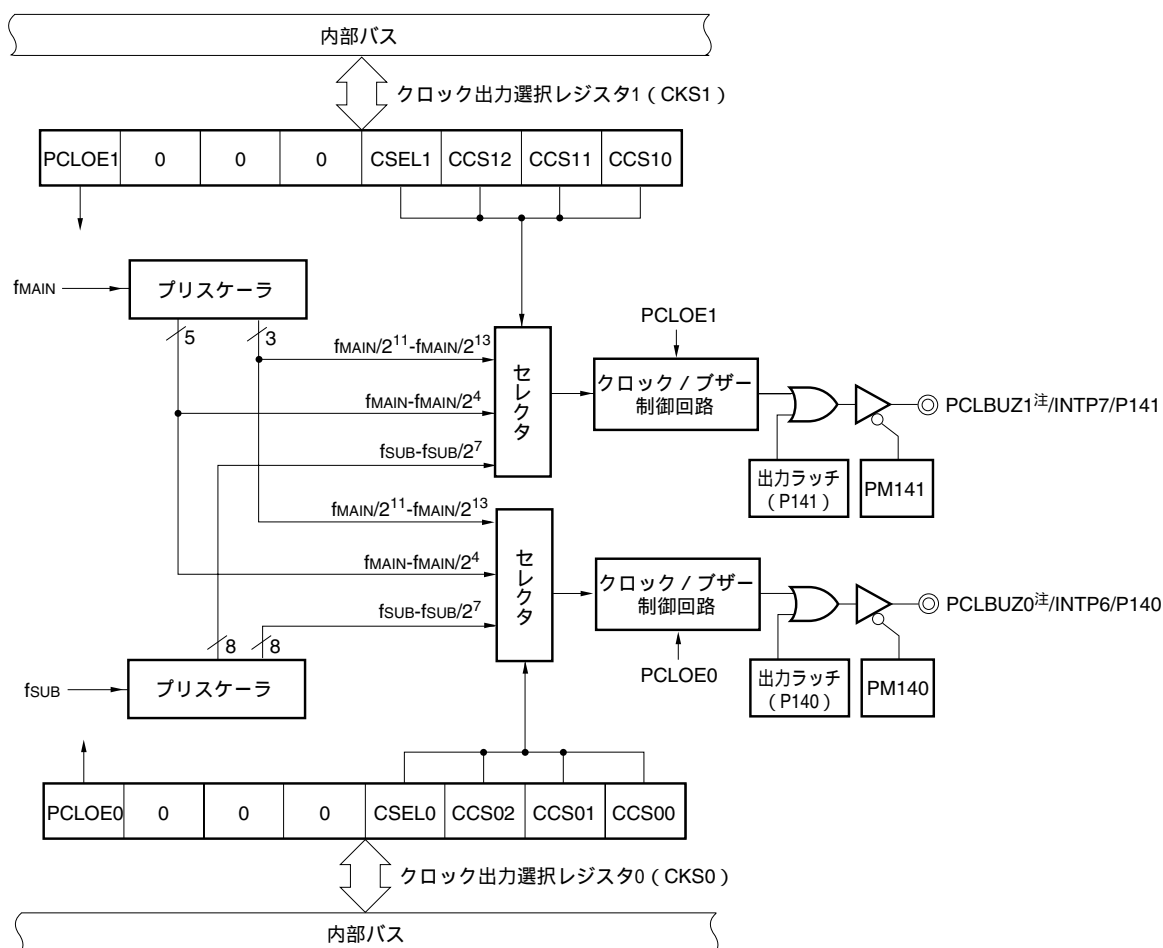 内部バス
クロック出力選択レジスタ1(CKS1)
PCLOE1 0 0 0 CSEL1 CCS12 CCS11 CCS10
fMAIN
プリスケーラ
5 3
PCLOE1
fMAIN/2¹¹-fMAIN/2¹³
セレクタ
クロック/ブザー
制御回路
fMAIN-fMAIN/2⁴
PCLBUZ1注/INTP7/P141
fSUB-fSUB/2⁷
出力ラッチ
(P141)
PM141
fMAIN/2¹¹-fMAIN/2¹³
セレクタ
fMAIN-fMAIN/2⁴
クロック/ブザー
制御回路
PCLBUZ0注/INTP6/P140
fSUB-fSUB/2⁷
8 8
PCLOE0
出力ラッチ
(P140)
PM140
fSUB
プリスケーラ
PCLOE0 0 0 0 CSEL0 CCS02 CCS01 CCS00
クロック出力選択レジスタ0(CKS0)
内部バス